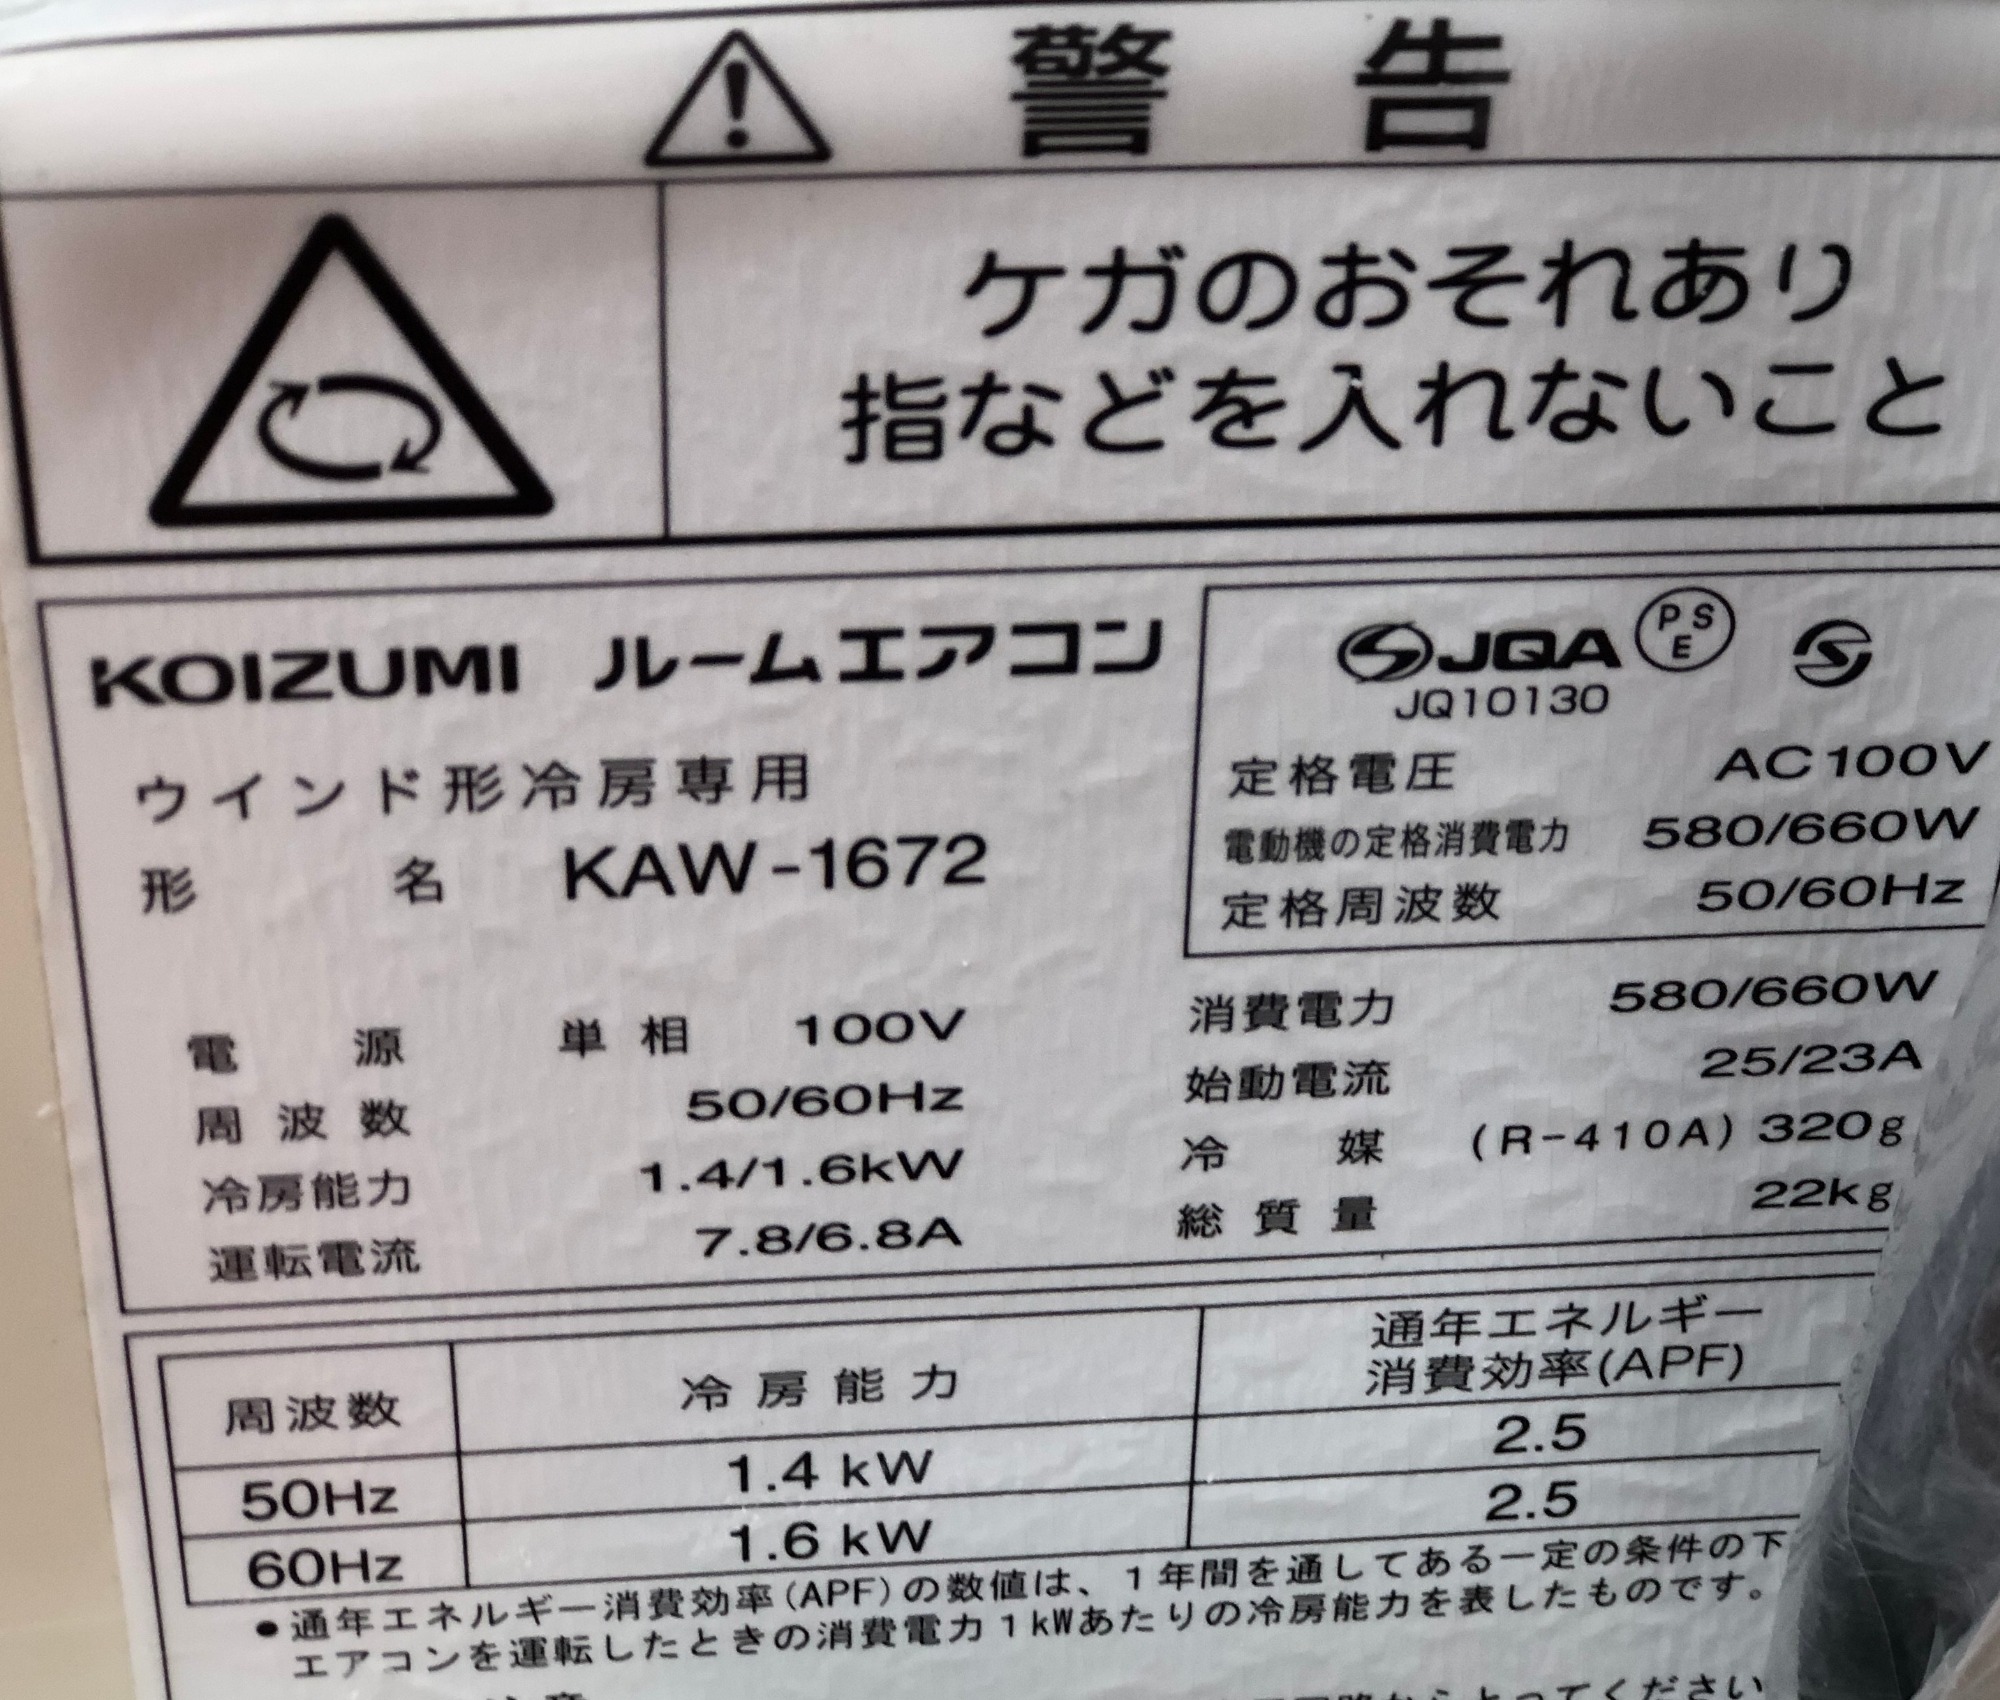 警告
ケガのおそれあり
指などを入れないこと
KOIZUMI ルームエアコン
ウインド形冷房専用
形名 KAW-1672
電源 単相 100V
周波数 50/60Hz
冷房能力 1.4/1.6kW
運転電流 7.8/6.8A
JQA PSE
JQ10130
定格電圧 AC100V
電動機の定格消費電力 580/660W
定格周波数 50/60Hz
消費電力 580/660W
始動電流 25/23A
冷媒 (R-410A) 320g
総質量 22kg
周波数 冷房能力 通年エネルギー
消費効率(APF)
50Hz 1.4 kW 2.5
60Hz 1.6 kW 2.5
●通年エネルギー消費効率(APF)の数値は、1年間を通してある一定の条件の下
エアコンを運転したときの消費電力1kWあたりの冷房能力を表したものです。
てください